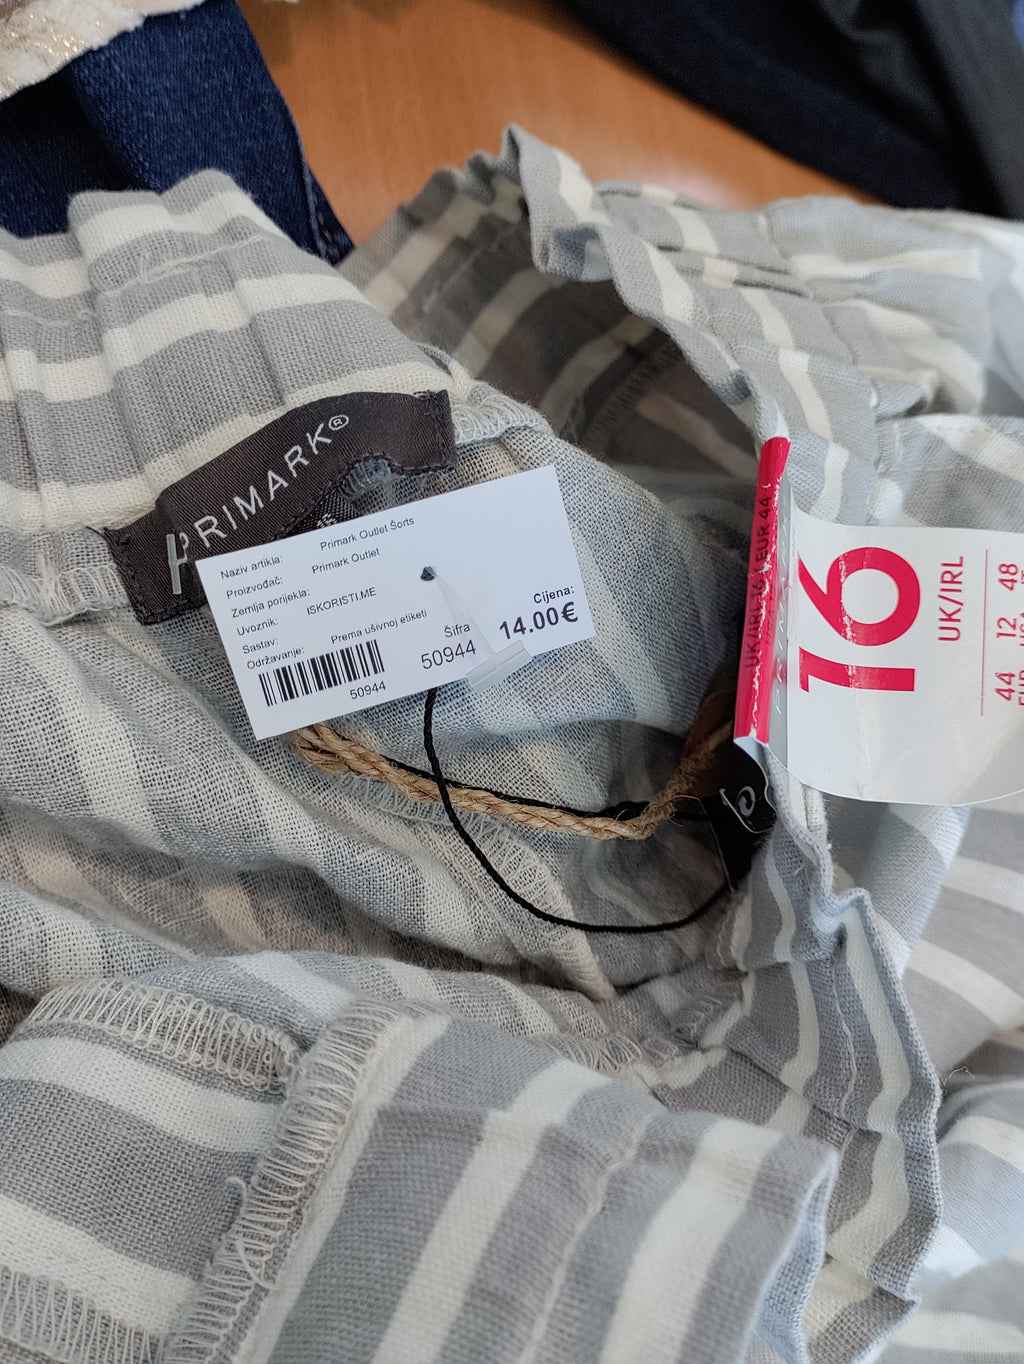 PRIMARK®
Naziv artikla: Primark Outlet Šorts
Proizvođač: Primark Outlet
Zemlja porijekla:
Uvoznik: ISKORISTI.ME
Sastav:
Održavanje: Prema ušivnoj etiketi
Šifra
50944
Cijena:
14.00€
50944
UK/IRL 16 EUR 44
16
UK/IRL
44 12 48
EUR